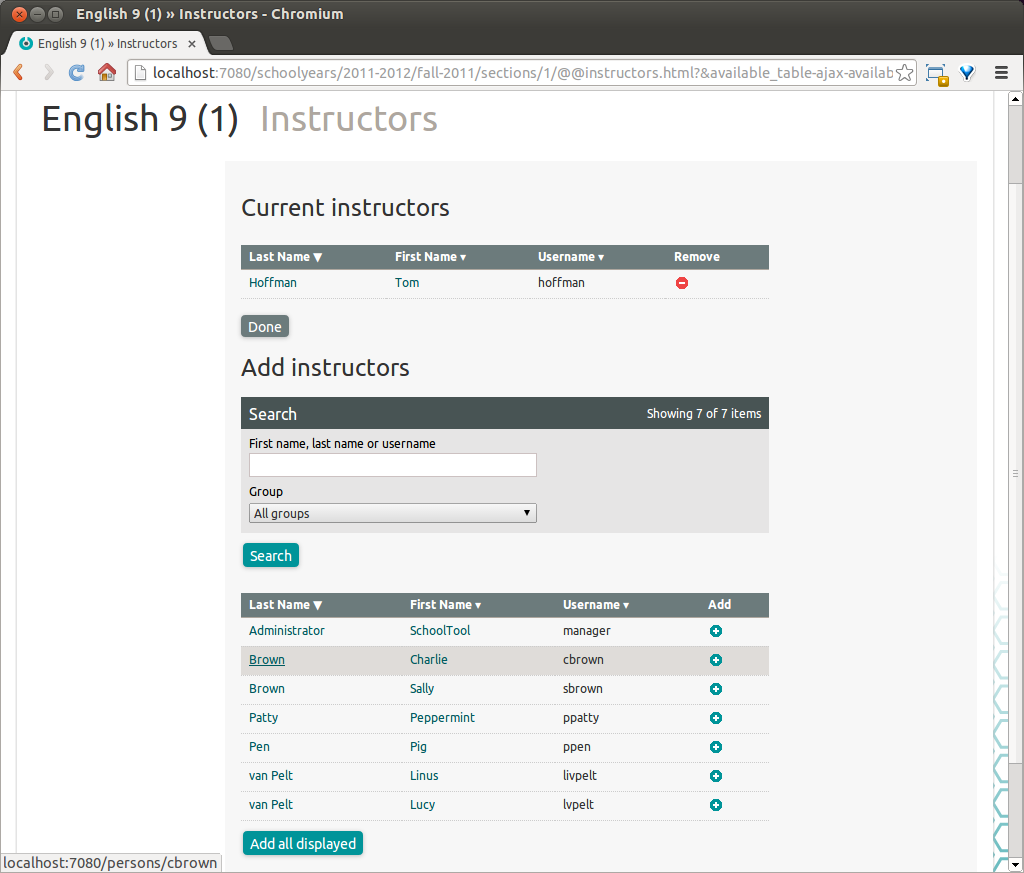 English 9 (1) » Instructors - Chromium
English 9 (1) » Instructors
localhost:7080/schoolyears/2011-2012/fall-2011/sections/1/@@instructors.html?&available_table-ajax-availab
English 9 (1) Instructors
Current instructors
Last Name ▼ First Name ▾ Username ▾ Remove
Hoffman Tom hoffman
Done
Add instructors
Search Showing 7 of 7 items
First name, last name or username
Group
All groups
Search
Last Name ▼ First Name ▾ Username ▾ Add
Administrator SchoolTool manager
Brown Charlie cbrown
Brown Sally sbrown
Patty Peppermint ppatty
Pen Pig ppen
van Pelt Linus livpelt
van Pelt Lucy lvpelt
Add all displayed
localhost:7080/persons/cbrown